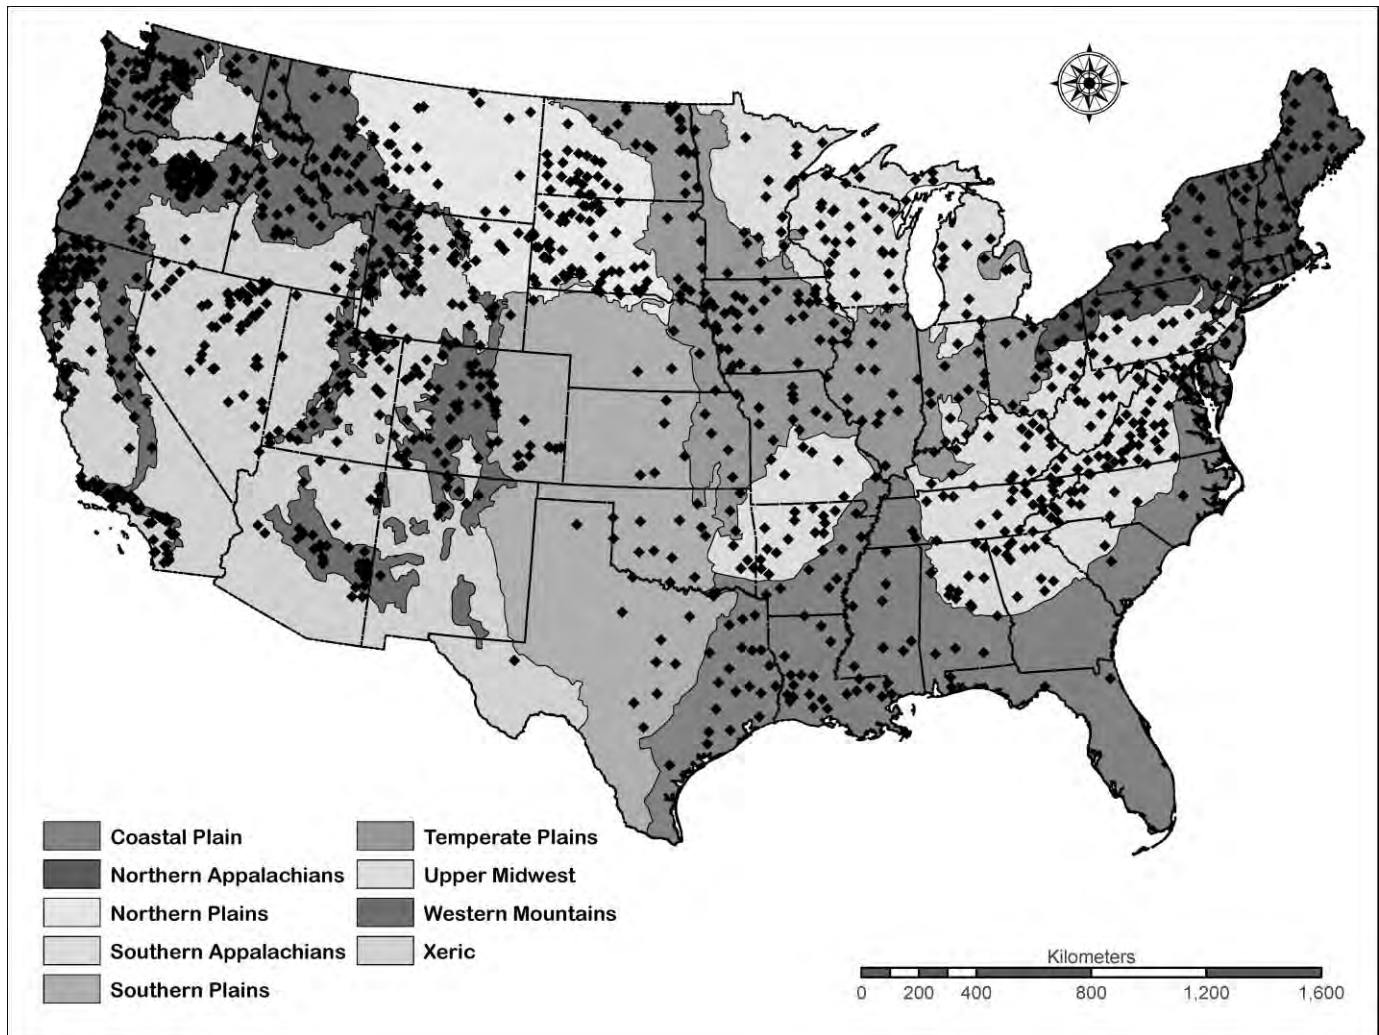 Coastal Plain
Northern Appalachians
Northern Plains
Southern Appalachians
Southern Plains
Temperate Plains
Upper Midwest
Western Mountains
Xeric
Kilometers
0 200 400 800 1,200 1,600